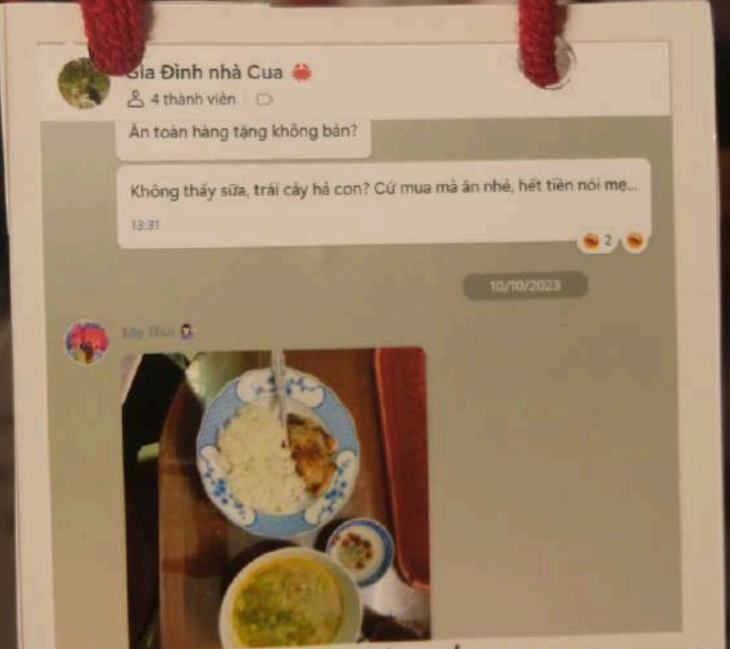 Gia Đình nhà Cua
4 thành viên
Ăn toàn hàng tặng không bán?
Không thấy sữa, trái cây hả con? Cứ mua mà ăn nhé, hết tiền nói mẹ...
13:31
2
10/10/2023
Mẹ